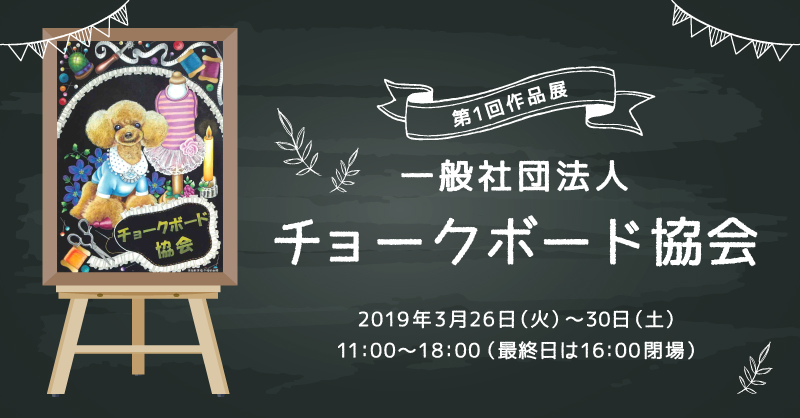 第1回作品展
一般社団法人
チョークボード協会
2019年3月26日（火）～30日（土）
11:00～18:00（最終日は16:00閉場）
チョークボード
協会